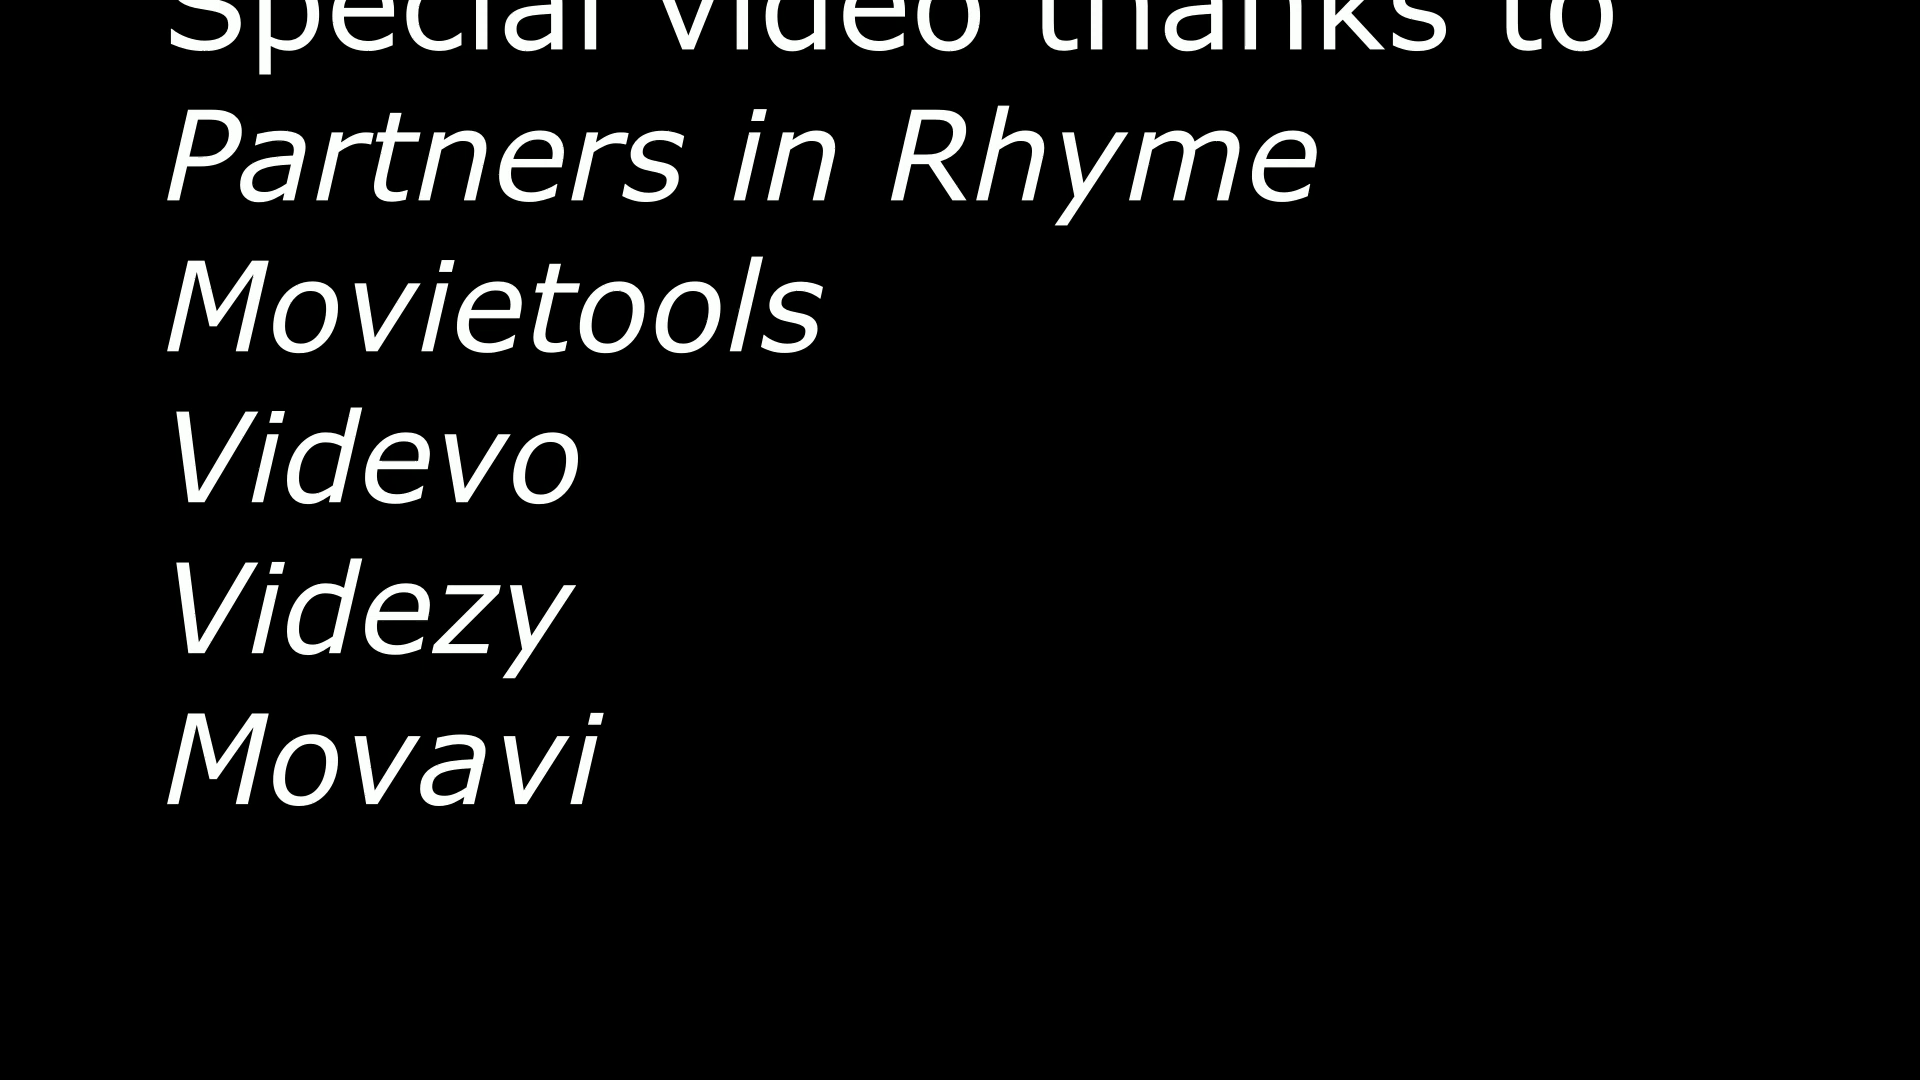 Special video thanks to
Partners in Rhyme
Movietools
Videvo
Videzy
Movavi